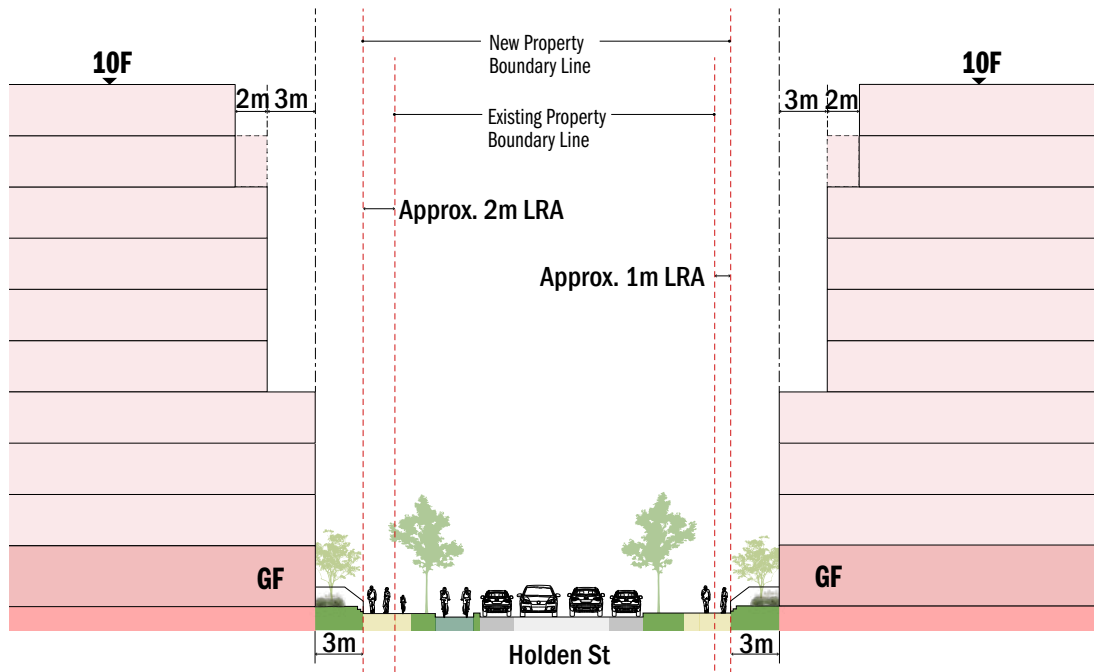 New Property
Boundary Line
10F
10F
2m 3m
3m 2m
Existing Property
Boundary Line
Approx. 2m LRA
Approx. 1m LRA
GF
GF
3m
Holden St
3m